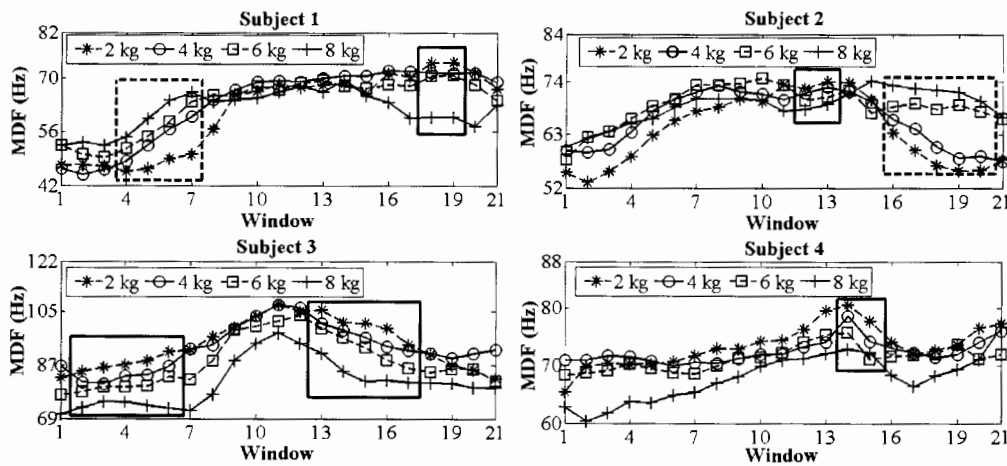 Subject 1
MDF (Hz)
82
70
56
42
2 kg 4 kg 6 kg 8 kg
1 4 7 10 13 16 19 21
Window
Subject 2
MDF (Hz)
84
74
63
52
2 kg 4 kg 6 kg 8 kg
1 4 7 10 13 16 19 21
Window
Subject 3
MDF (Hz)
122
105
87
69
2 kg 4 kg 6 kg 8 kg
1 4 7 10 13 16 19 21
Window
Subject 4
MDF (Hz)
88
80
70
60
2 kg 4 kg 6 kg 8 kg
1 4 7 10 13 16 19 21
Window